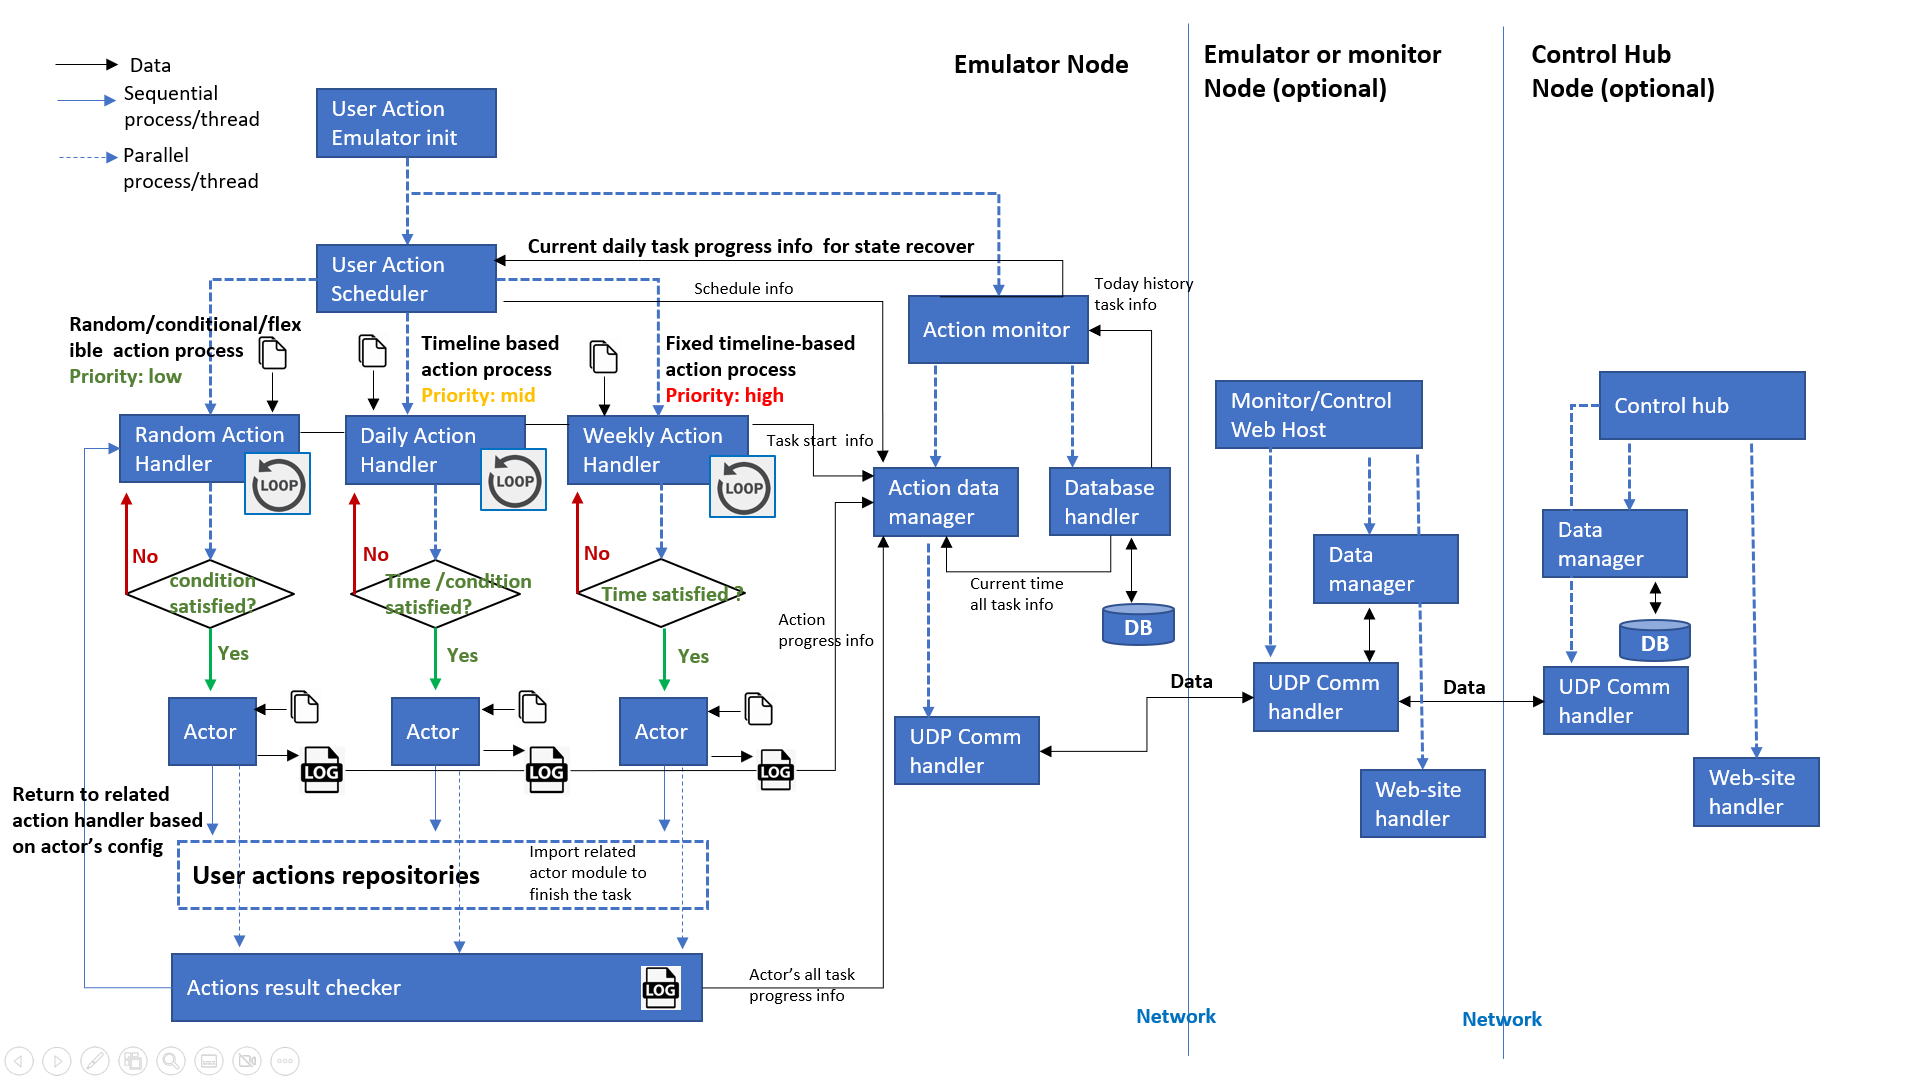 Emulator Node
Emulator or monitor
Node (optional)
Control Hub
Node (optional)
Data
Sequential
process/thread
Parallel
process/thread
User Action
Emulator init
User Action
Scheduler
Current daily task progress info  for state recover
Schedule info
Today history
task info
Action monitor
Random/conditional/flex
ible  action process
Priority: low
Timeline based
action process
Priority: mid
Fixed timeline-based
action process
Priority: high
Random Action
Handler
LOOP
Daily Action
Handler
LOOP
Weekly Action
Handler
LOOP
Task start  info
Action data
manager
Database
handler
Monitor/Control
Web Host
Control hub
Data
manager
Data
manager
No
condition
satisfied?
No
Time /condition
satisfied?
No
Time satisfied ?
Current time
all task info
DB
DB
Action
progress info
Yes
Yes
Yes
Actor
LOG
Actor
LOG
Actor
LOG
UDP Comm
handler
Data
UDP Comm
handler
Data
UDP Comm
handler
Web-site
handler
Web-site
handler
Return to related
action handler based
on actor's config
User actions repositories
Import related
actor module to
finish the task
Actions result checker
LOG
Actor's all task
progress info
Network
Network